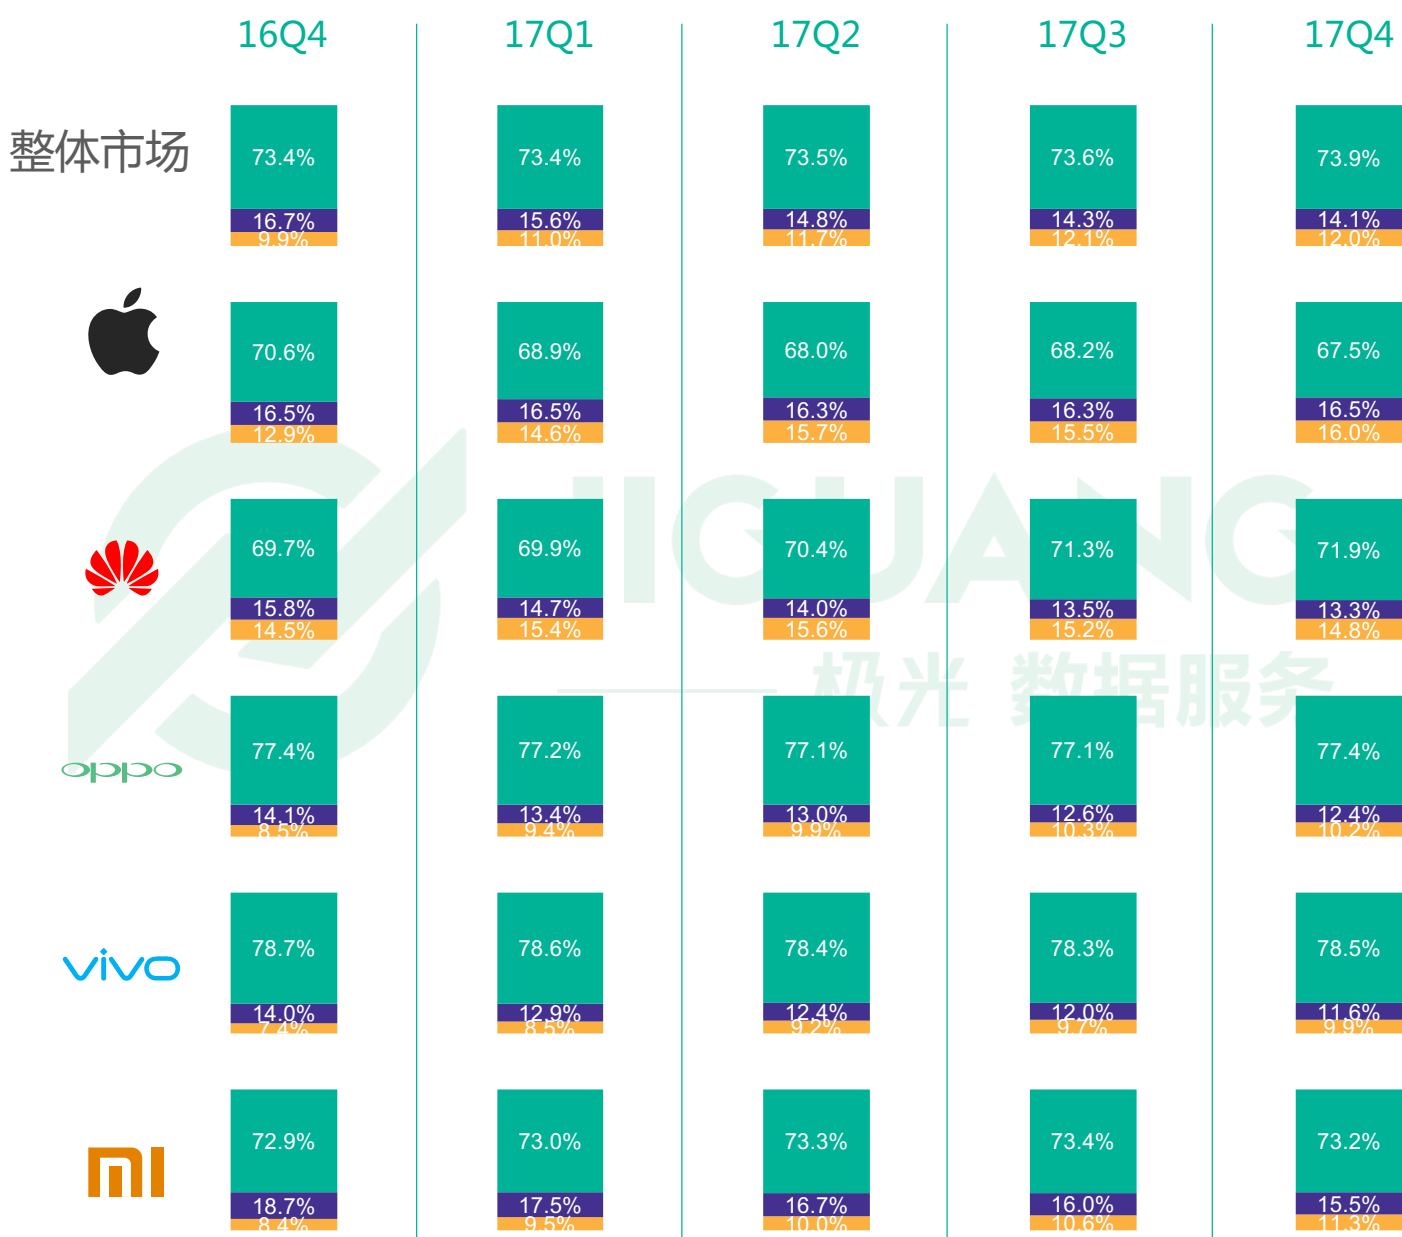 16Q4 17Q1 17Q2 17Q3 17Q4
整体市场 73.4% 73.4% 73.5% 73.6% 73.9%
16.7% 15.6% 14.8% 14.3% 14.1%
9.9% 11.0% 11.7% 12.1% 12.0%
70.6% 68.9% 68.0% 68.2% 67.5%
16.5% 16.5% 16.3% 16.3% 16.5%
12.9% 14.6% 15.7% 15.5% 16.0%
JIGUANG
69.7% 69.9% 70.4% 71.3% 71.9%
15.8% 14.7% 14.0% 13.5% 13.3%
14.5% 15.4% 15.6% 15.2% 14.8%
极光 数据服务
oppo 77.4% 77.2% 77.1% 77.1% 77.4%
14.1% 13.4% 13.0% 12.6% 12.4%
8.5% 9.4% 9.9% 10.3% 10.2%
vivo 78.7% 78.6% 78.4% 78.3% 78.5%
14.0% 12.9% 12.4% 12.0% 11.6%
7.4% 8.5% 9.2% 9.7% 9.9%
mi 72.9% 73.0% 73.3% 73.4% 73.2%
18.7% 17.5% 16.7% 16.0% 15.5%
8.4% 9.5% 10.0% 10.6% 11.3%